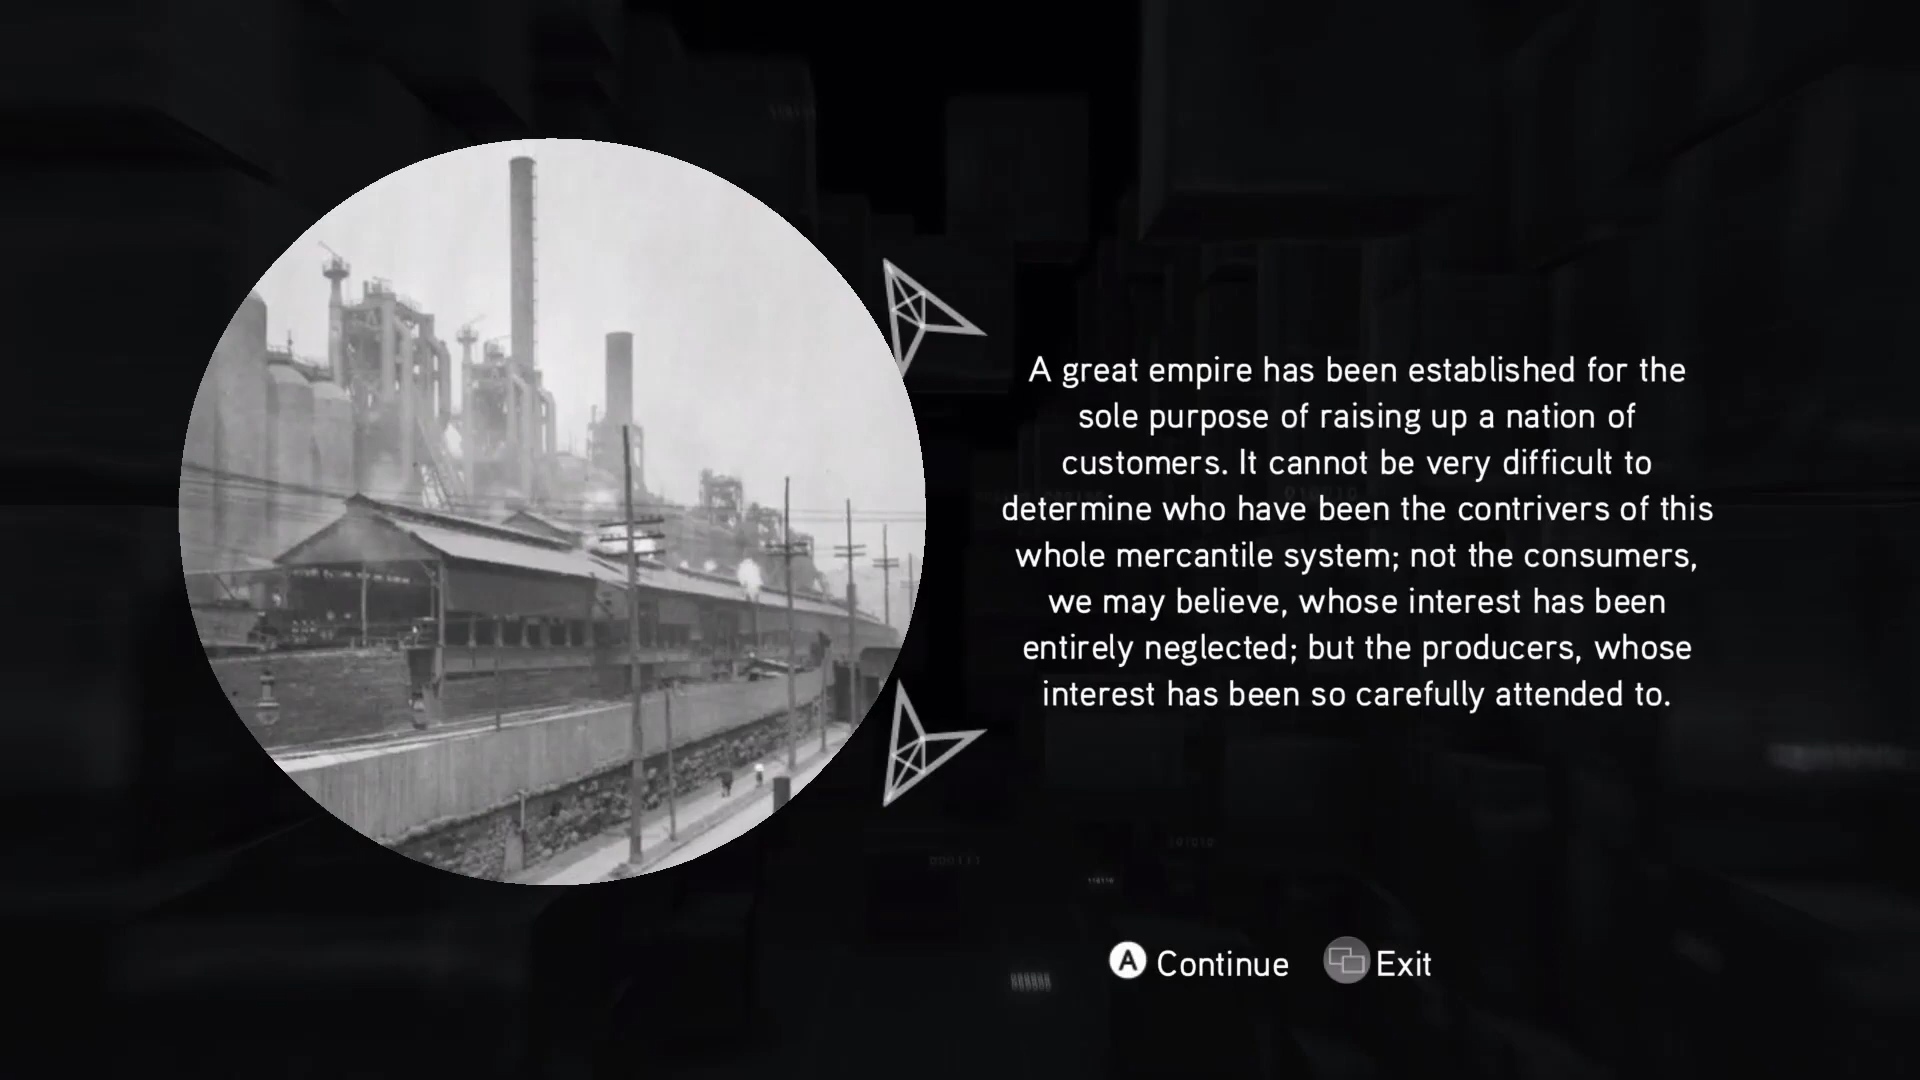 A great empire has been established for the
sole purpose of raising up a nation of
customers. It cannot be very difficult to
determine who have been the contrivers of this
whole mercantile system; not the consumers,
we may believe, whose interest has been
entirely neglected; but the producers, whose
interest has been so carefully attended to.
A Continue Exit